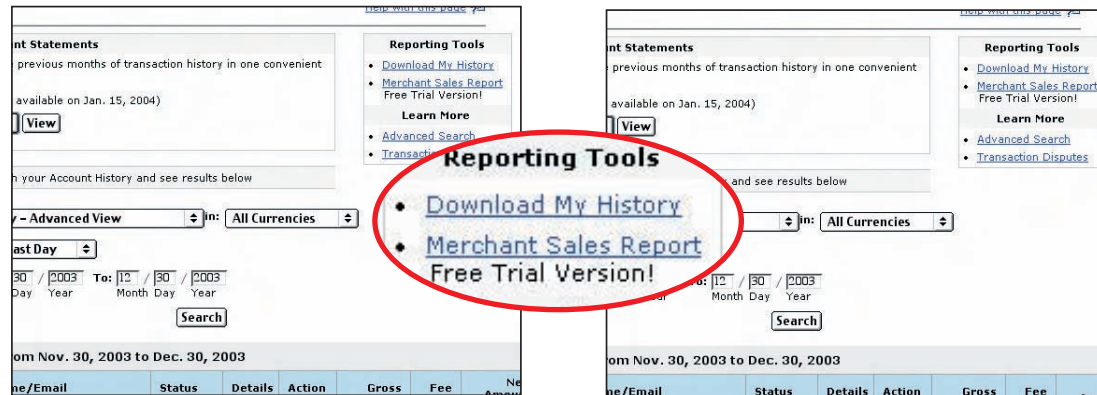 Help with this page
nt Statements
previous months of transaction history in one convenient
available on Jan. 15, 2004)
View
Reporting Tools
Download My History
Merchant Sales Report
Free Trial Version!
Learn More
Advanced Search
Transaction
your Account History and see results below
– Advanced View
in: All Currencies
ast Day
30 / 2003 To: 12 / 30 / 2003
Day Year Month Day Year
Search
om Nov. 30, 2003 to Dec. 30, 2003
me/Email Status Details Action Gross Fee
Reporting Tools
Download My History
Merchant Sales Report
Free Trial Version!
Help with this page
nt Statements
previous months of transaction history in one convenient
available on Jan. 15, 2004)
View
Reporting Tools
Download My History
Merchant Sales Report
Free Trial Version!
Learn More
Advanced Search
Transaction Disputes
and see results below
in: All Currencies
12 / 30 / 2003
Month Day Year
Search
om Nov. 30, 2003 to Dec. 30, 2003
me/Email Status Details Action Gross Fee